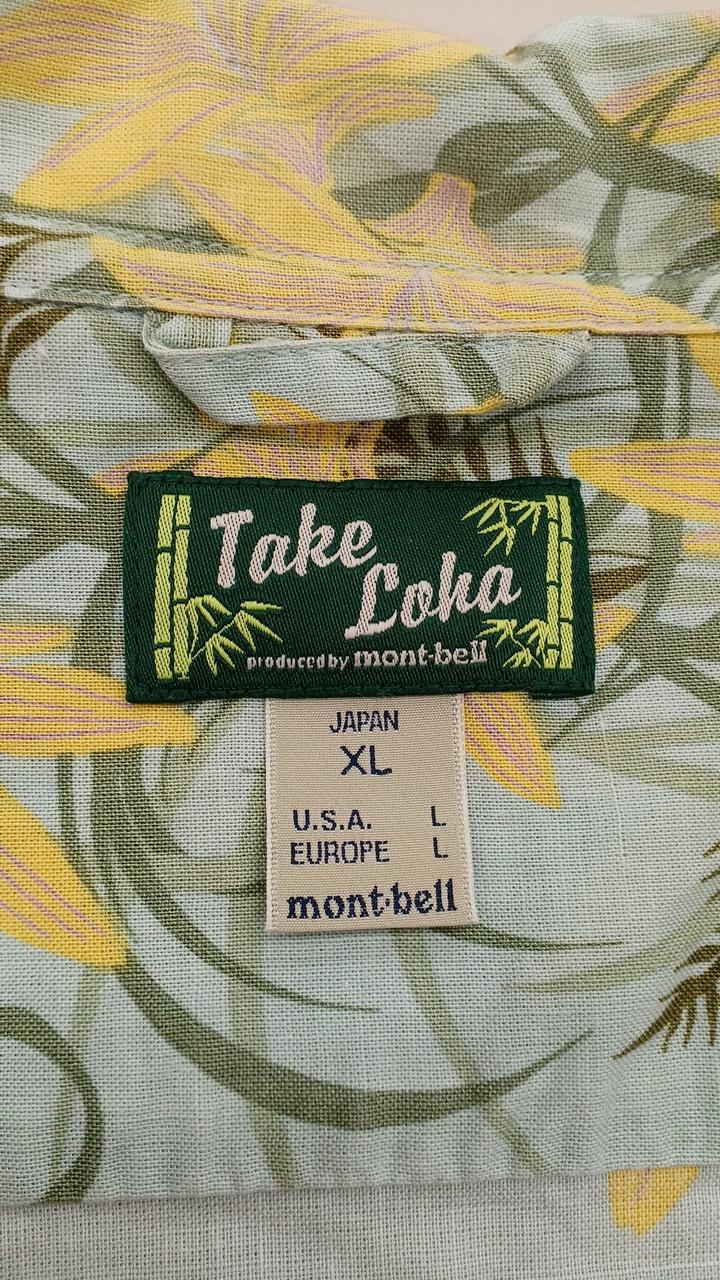 Take
Loha
produced by mont-bell
JAPAN
XL
U.S.A. L
EUROPE L
mont-bell